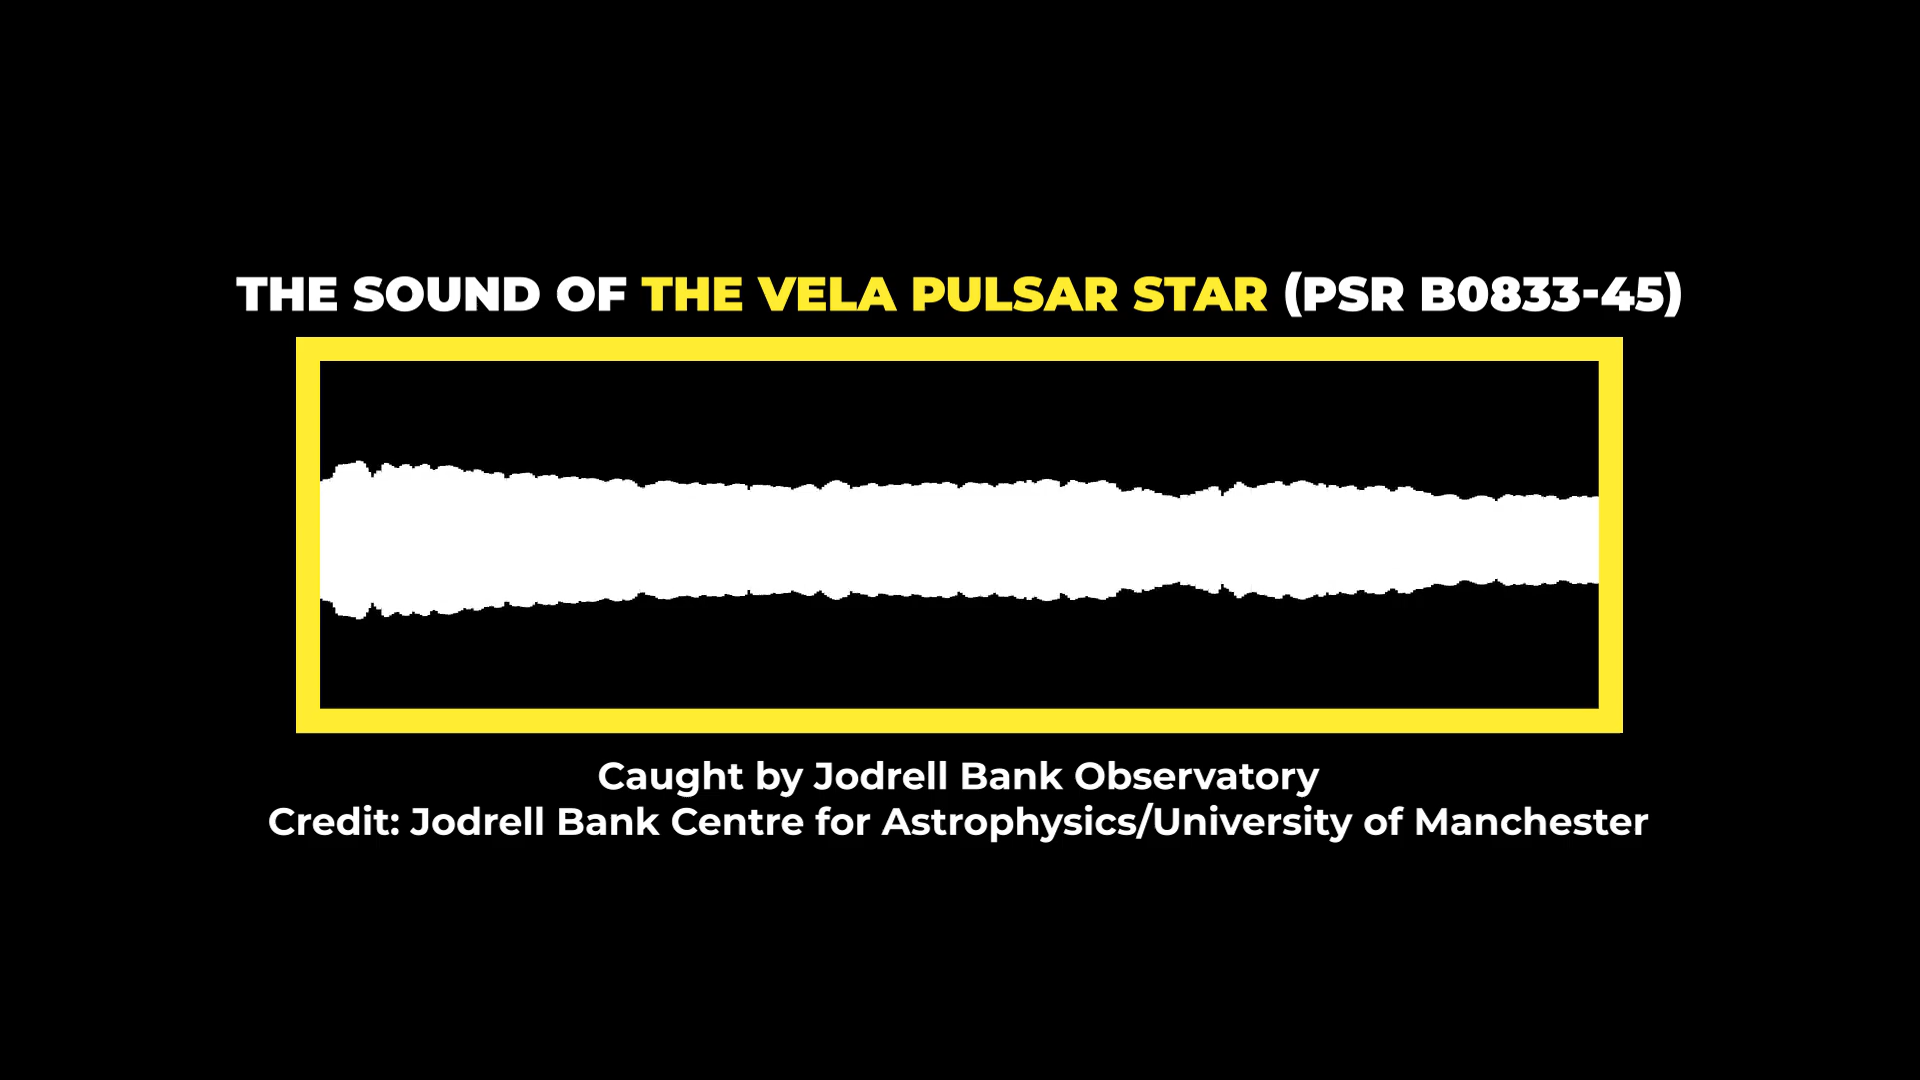 THE SOUND OF THE VELA PULSAR STAR (PSR B0833-45)
Caught by Jodrell Bank Observatory
Credit: Jodrell Bank Centre for Astrophysics/University of Manchester